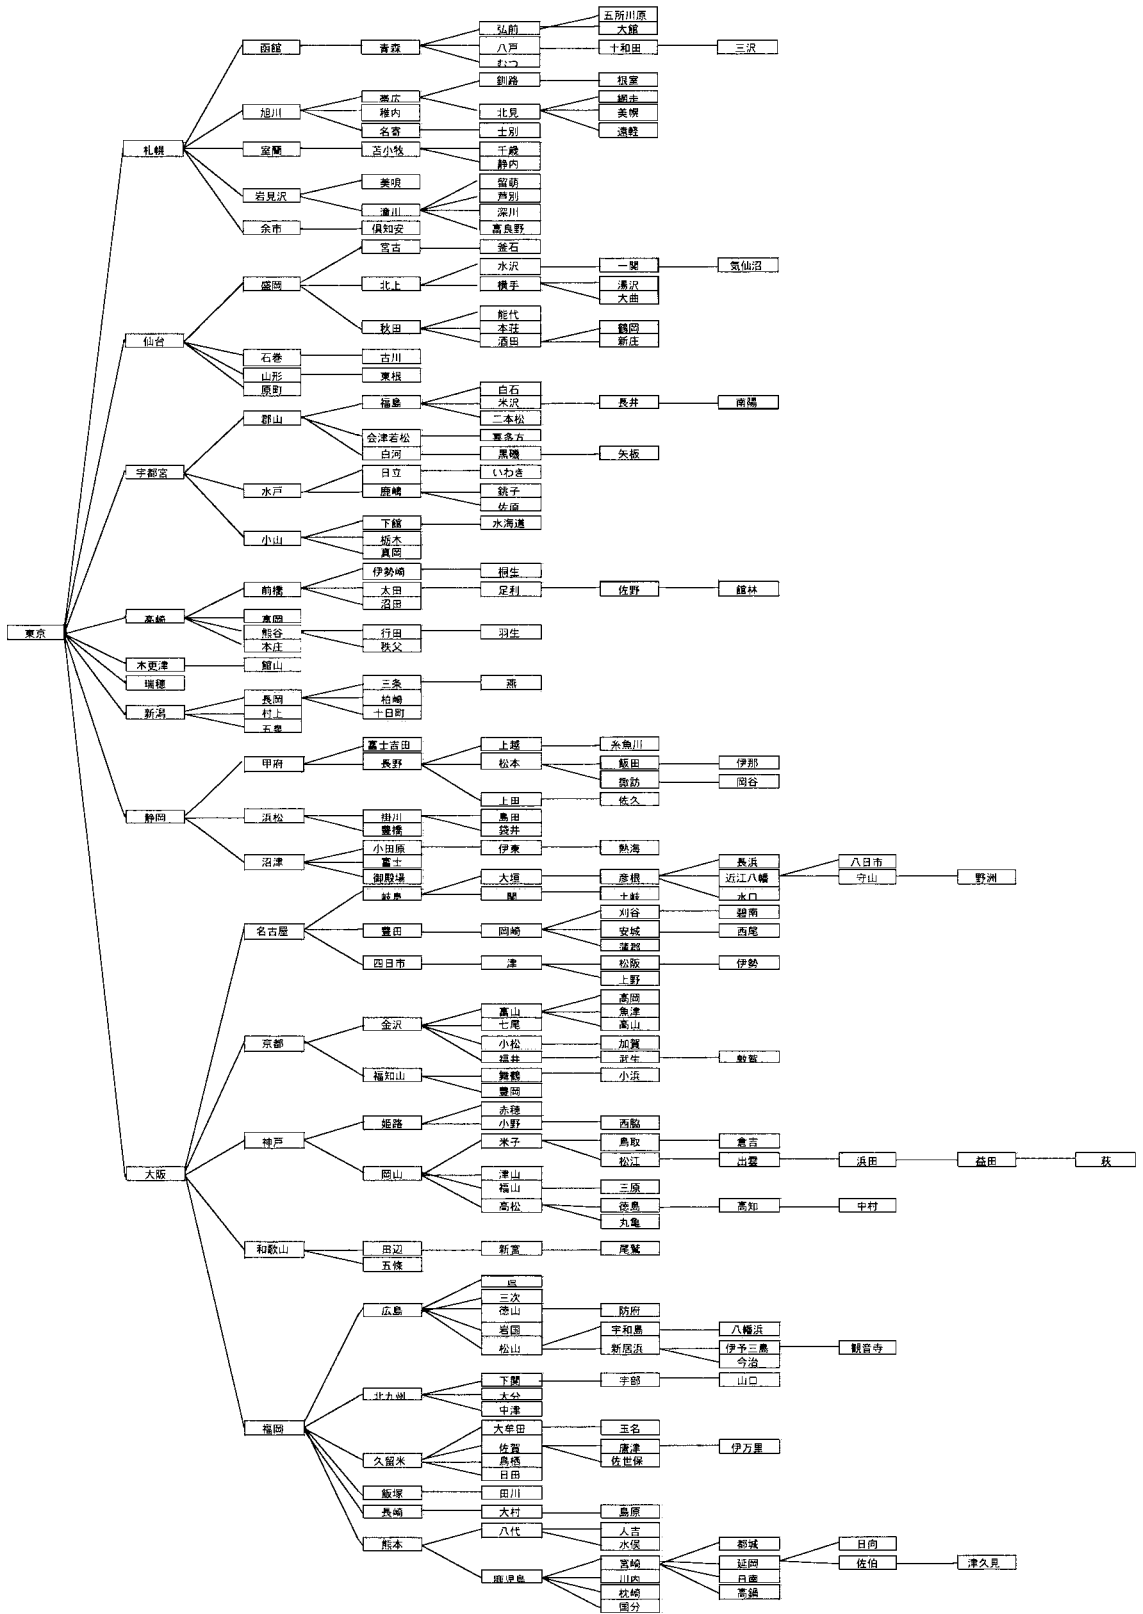 五所川原
弘前 大館
函館 青森 八戸 十和田 三沢
むつ
釧路 根室
帯広 網走
旭川 稚内 北見 美幌
名寄 士別 遠軽
札幌 室蘭 苫小牧 千歳
静内
美唄 留萌
岩見沢 芦別
滝川 深川
余市 倶知安 富良野
宮古 釜石
水沢 一関 気仙沼
盛岡 北上 横手 湯沢
大曲
能代
秋田 本荘 鶴岡
仙台 酒田 新庄
石巻 古川
山形 東根
原町
白石
福島 米沢 長井 南陽
郡山 二本松
会津若松 喜多方
白河 黒磯 矢板
宇都宮 日立 いわき
水戸 鹿嶋 銚子
佐原
下館 水海道
小山 栃木
真岡
伊勢崎 桐生
前橋 太田 足利 佐野 館林
沼田
高崎 富岡
東京 熊谷 行田 羽生
本庄 秩父
木更津 館山
瑞穂 三条 燕
長岡 柏崎
新潟 村上 十日町
五泉
富士吉田 上越 糸魚川
甲府 長野 松本 飯田 伊那
諏訪 岡谷
上田 佐久
静岡 浜松 掛川 島田
豊橋 袋井
小田原 伊東 熱海
沼津 富士 長浜 八日市
御殿場 大垣 彦根 近江八幡 守山 野洲
岐阜 関 土岐 水口
刈谷 碧南
名古屋 豊田 岡崎 安城 西尾
蒲郡
四日市 津 松阪 伊勢
上野
高岡
富山 魚津
金沢 七尾 高山
京都 小松 加賀
福井 武生 敦賀
福知山 舞鶴 小浜
豊岡
赤穂
姫路 小野 西脇
神戸 米子 鳥取 倉吉
松江 出雲 浜田 益田 萩
大阪 岡山 津山
福山 三原
高松 徳島 高知 中村
丸亀
和歌山 田辺 新宮 尾鷲
五條
三次
広島 徳山 防府
岩国 宇和島 八幡浜
松山 新居浜 伊予三島 観音寺
今治
下関 宇部 山口
北九州 大分
中津
福岡 大牟田 玉名
佐賀 唐津 伊万里
久留米 鳥栖 佐世保
日田
飯塚 田川
長崎 大村 島原
八代 人吉
熊本 水俣 都城 日向
宮崎 延岡 佐伯 津久見
鹿児島 川内 日南
枕崎 高鍋
国分